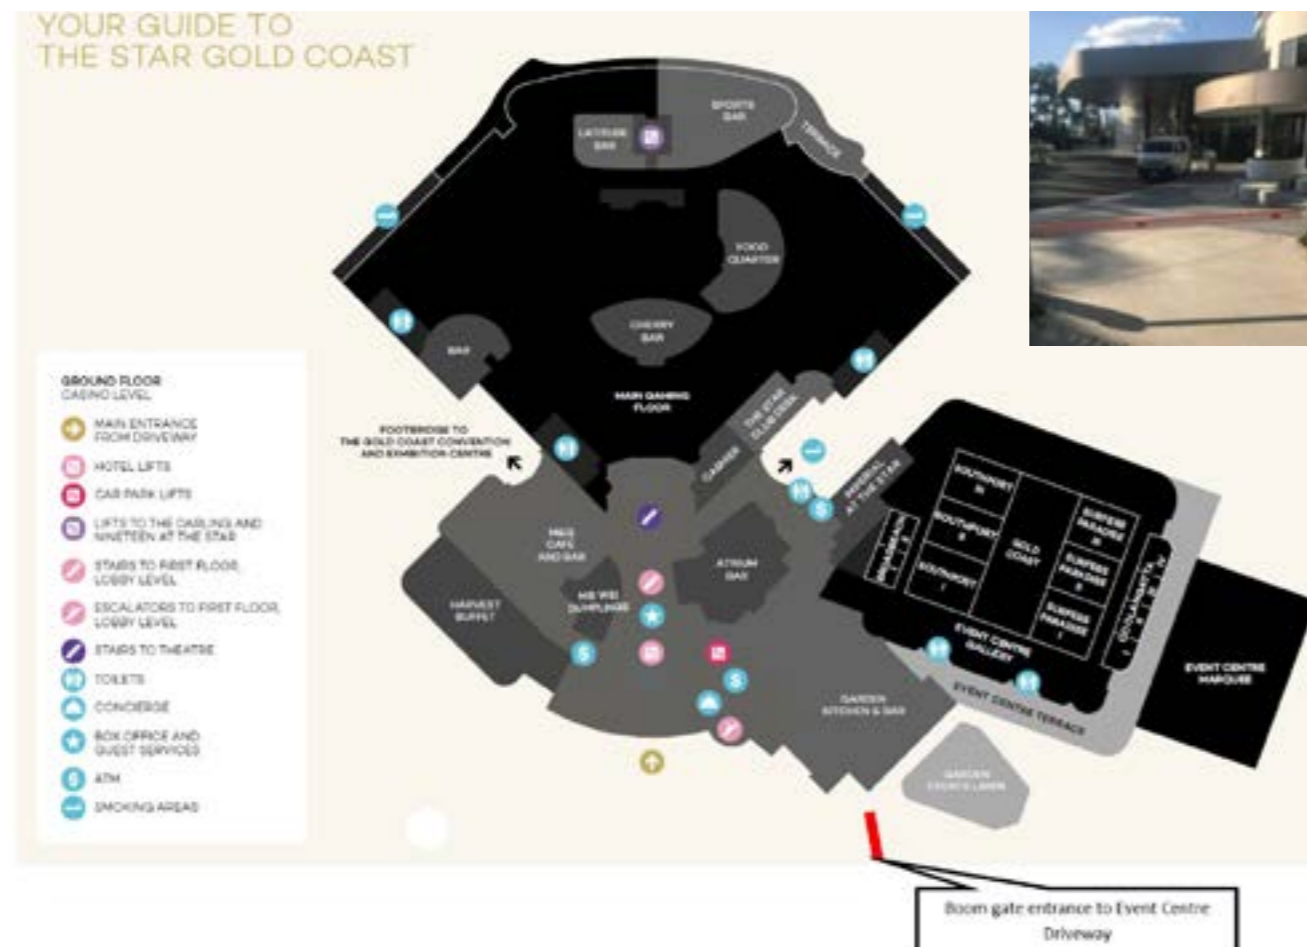 YOUR GUIDE TO
THE STAR GOLD COAST
SPORTS
BAR
LATITUDE
BAR
TERRACE
FOOD
QUARTER
CHERRY
BAR
BAR
MAIN GAMING
FLOOR
THE STAR
CLUB DESK
CASHIER
FOOTBRIDGE TO
THE GOLD COAST CONVENTION
AND EXHIBITION CENTRE
IMPERIAL
AT THE STAR
GROUND FLOOR
CASINO LEVEL
MAIN ENTRANCE
FROM DRIVEWAY
HOTEL LIFTS
CAR PARK LIFTS
LIFTS TO THE DARLING AND
NINETEEN AT THE STAR
STAIRS TO FIRST FLOOR,
LOBBY LEVEL
ESCALATORS TO FIRST FLOOR,
LOBBY LEVEL
STAIRS TO THEATRE
TOILETS
CONCIERGE
BOX OFFICE AND
GUEST SERVICES
S ATM
SMOKING AREAS
CAFE
AND BAR
MR WEI
DUMPLINGS
HARVEST
BUFFET
ATRIUM
BAR
S
S
S
GARDEN
KITCHEN & BAR
SOUTHPORT
III
SOUTHPORT
II
SOUTHPORT
I
GOLD
COAST
SURFERS
PARADISE
III
SURFERS
PARADISE
II
SURFERS
PARADISE
I
BROADBEACH
COOLANGATTA
EVENT CENTRE
GALLERY
EVENT CENTRE TERRACE
EVENT CENTRE
MARQUEE
GARDEN
EVENTS LAWN
Boom gate entrance to Event Centre
Driveway